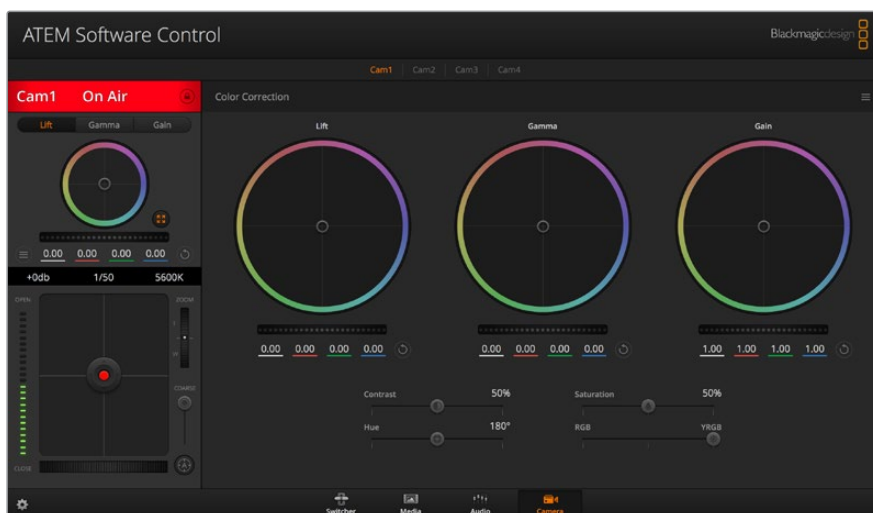 ATEM Software Control
Blackmagicdesign
Cam1 Cam2 Cam3 Cam4
Cam1 On Air
Color Correction
Lift Gamma Gain
Lift Gamma Gain
0.00 0.00 0.00 0.00
+0db 1/50 5600K
OPEN ZOOM
T
W
COARSE
CLOSE
0.00 0.00 0.00 0.00
0.00 0.00 0.00 0.00
1.00 1.00 1.00 1.00
Contrast 50% Saturation 50%
Hue 180° RGB YRGB
Switcher Media Audio Camera